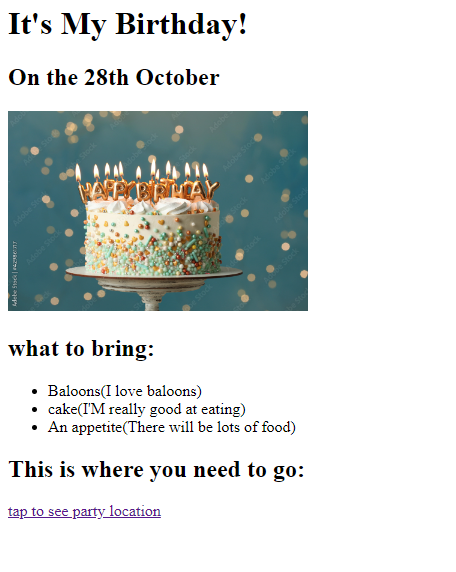 It's My Birthday!
On the 28th October
HAPPY BIRTHDAY
Adobe Stock
what to bring:
Baloons(I love baloons)
cake(I'M really good at eating)
An appetite(There will be lots of food)
This is where you need to go:
tap to see party location